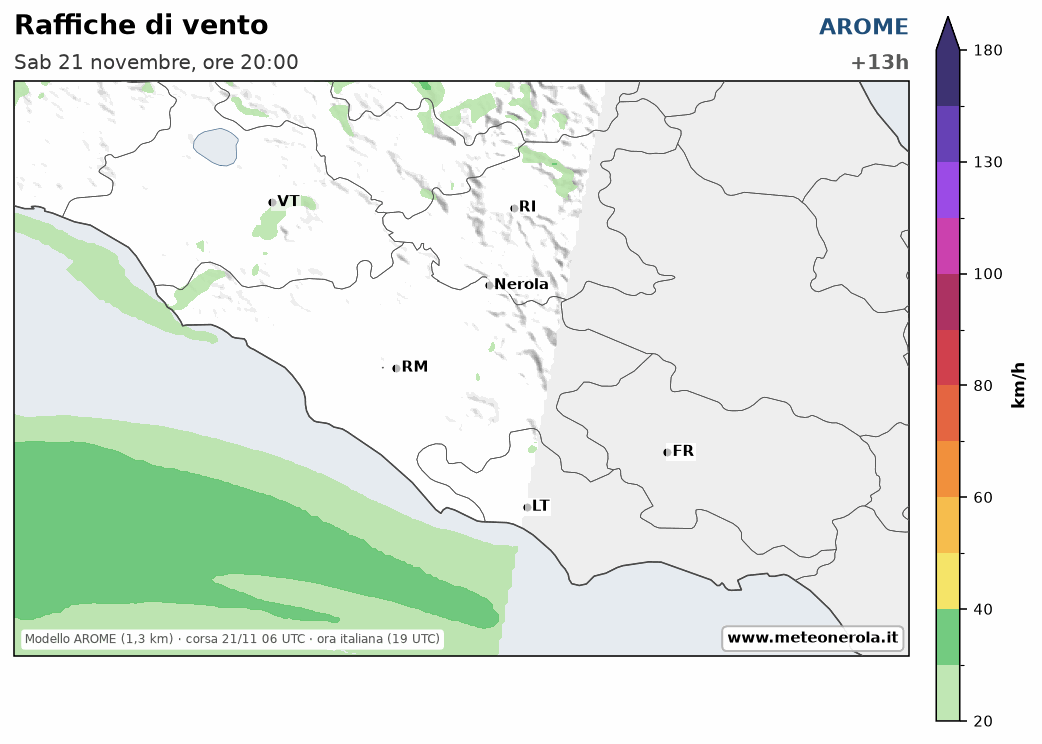 Raffiche di vento
AROME
Sab 21 novembre, ore 20:00
+13h
VT
RI
Nerola
RM
FR
LT
Modello AROME (1,3 km) · corsa 21/11 06 UTC · ora italiana (19 UTC)
www.meteonerola.it
180
130
100
80
60
40
20
km/h